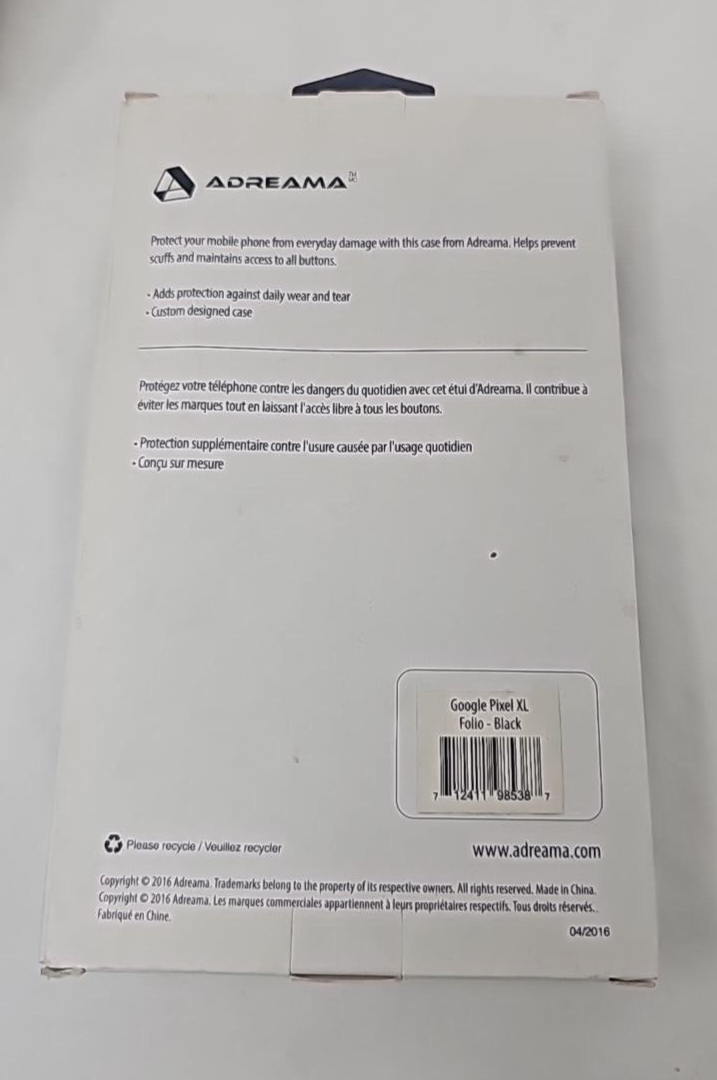 ADREAMA TM MC
Protect your mobile phone from everyday damage with this case from Adreama. Helps prevent
scuffs and maintains access to all buttons.
- Adds protection against daily wear and tear
- Custom designed case
Protégez votre téléphone contre les dangers du quotidien avec cet étui d'Adreama. Il contribue à
éviter les marques tout en laissant l'accès libre à tous les boutons.
- Protection supplémentaire contre l'usure causée par l'usage quotidien
- Conçu sur mesure
Google Pixel XL
Folio - Black
7 12411 98538 7
Please recycle / Veuillez recycler
www.adreama.com
Copyright © 2016 Adreama. Trademarks belong to the property of its respective owners. All rights reserved. Made in China.
Copyright © 2016 Adreama. Les marques commerciales appartiennent à leurs propriétaires respectifs. Tous droits réservés.
Fabriqué en Chine.
04/2016